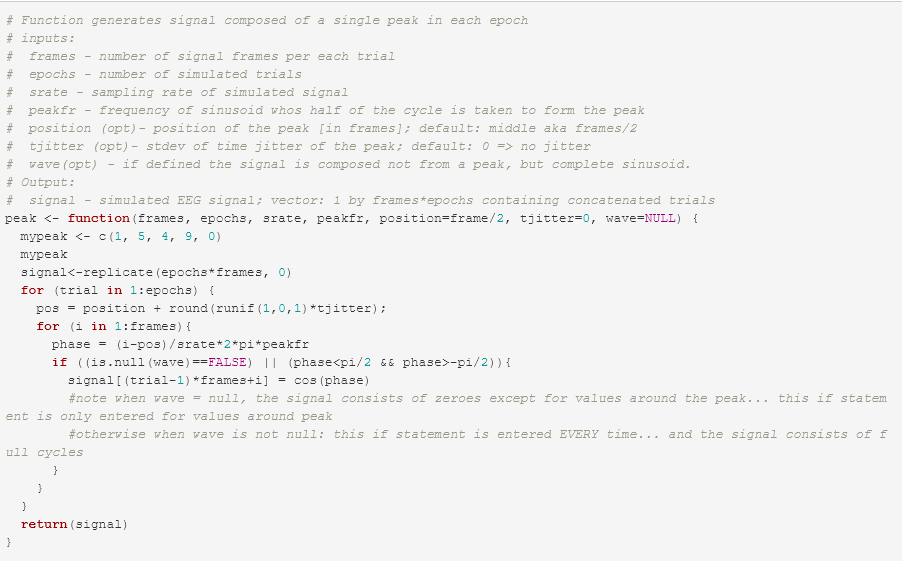 # Function generates signal composed of a single peak in each epoch
# inputs:
#  frames - number of signal frames per each trial
#  epochs - number of simulated trials
#  srate - sampling rate of simulated signal
#  peakfr - frequency of sinusoid whos half of the cycle is taken to form the peak
#  position (opt)- position of the peak [in frames]; default: middle aka frames/2
#  tjitter (opt)- stdev of time jitter of the peak; default: 0 => no jitter
#  wave(opt) - if defined the signal is composed not from a peak, but complete sinusoid.
# Output:
#  signal - simulated EEG signal; vector: 1 by frames*epochs containing concatenated trials
peak <- function(frames, epochs, srate, peakfr, position=frame/2, tjitter=0, wave=NULL) {
  mypeak <- c(1, 5, 4, 9, 0)
  mypeak
  signal<-replicate(epochs*frames, 0)
  for (trial in 1:epochs) {
    pos = position + round(runif(1,0,1)*tjitter);
    for (i in 1:frames){
      phase = (i-pos)/srate*2*pi*peakfr
      if ((is.null(wave)==FALSE) || (phase<pi/2 && phase>-pi/2)){
        signal[(trial-1)*frames+i] = cos(phase)
        #note when wave = null, the signal consists of zeroes except for values around the peak... this if statem
ent is only entered for values around peak
        #otherwise when wave is not null: this if statement is entered EVERY time... and the signal consists of f
ull cycles
      }
    }
  }
  return(signal)
}